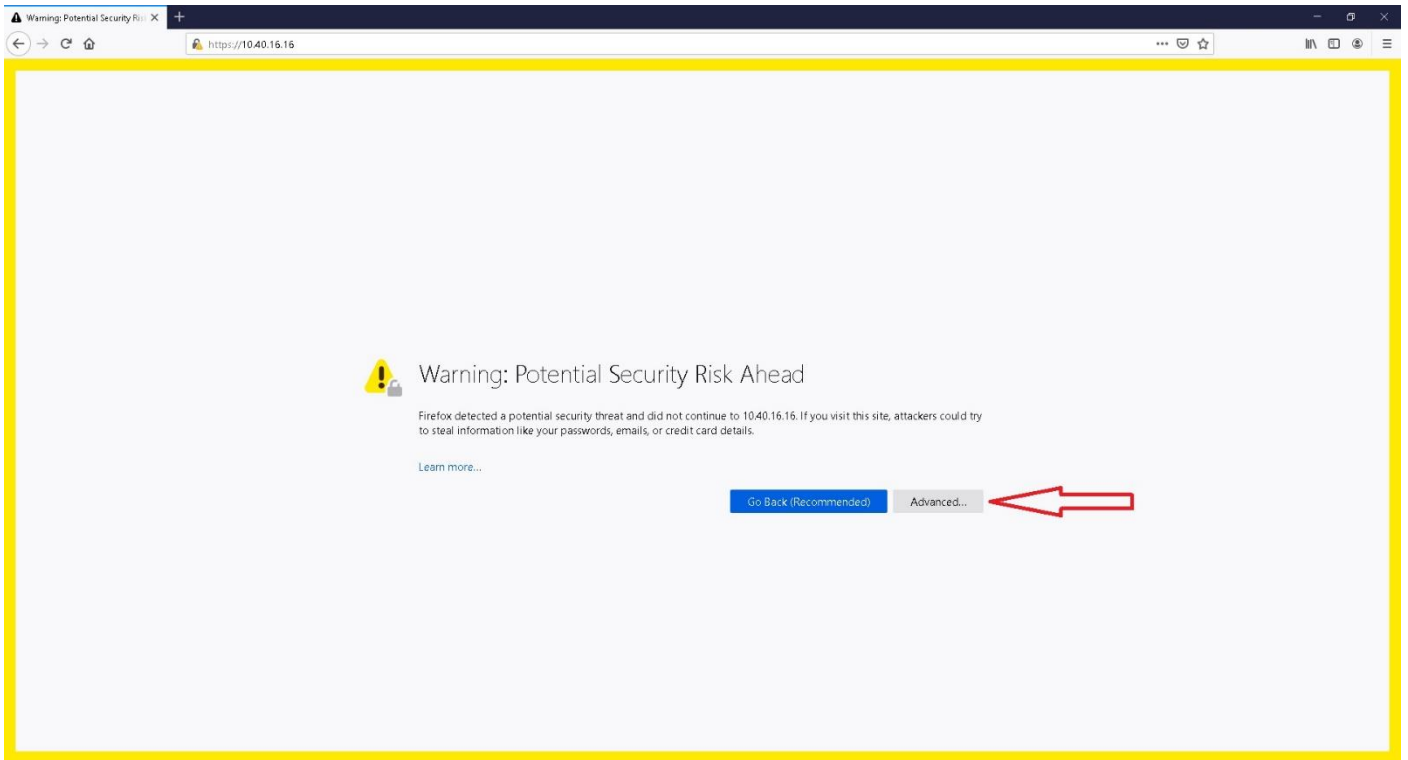 Warning: Potential Security Ris
https://10.40.16.16
Warning: Potential Security Risk Ahead
Firefox detected a potential security threat and did not continue to 10.40.16.16. If you visit this site, attackers could try
to steal information like your passwords, emails, or credit card details.
Learn more...
Go Back (Recommended)
Advanced...